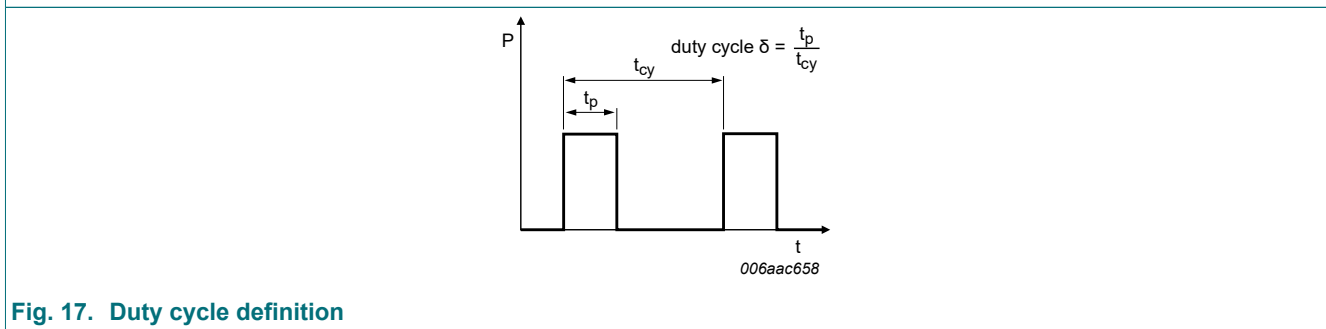 P
duty cycle δ = tp
tcy
tcy
tp
t
006aac658
Fig. 17. Duty cycle definition